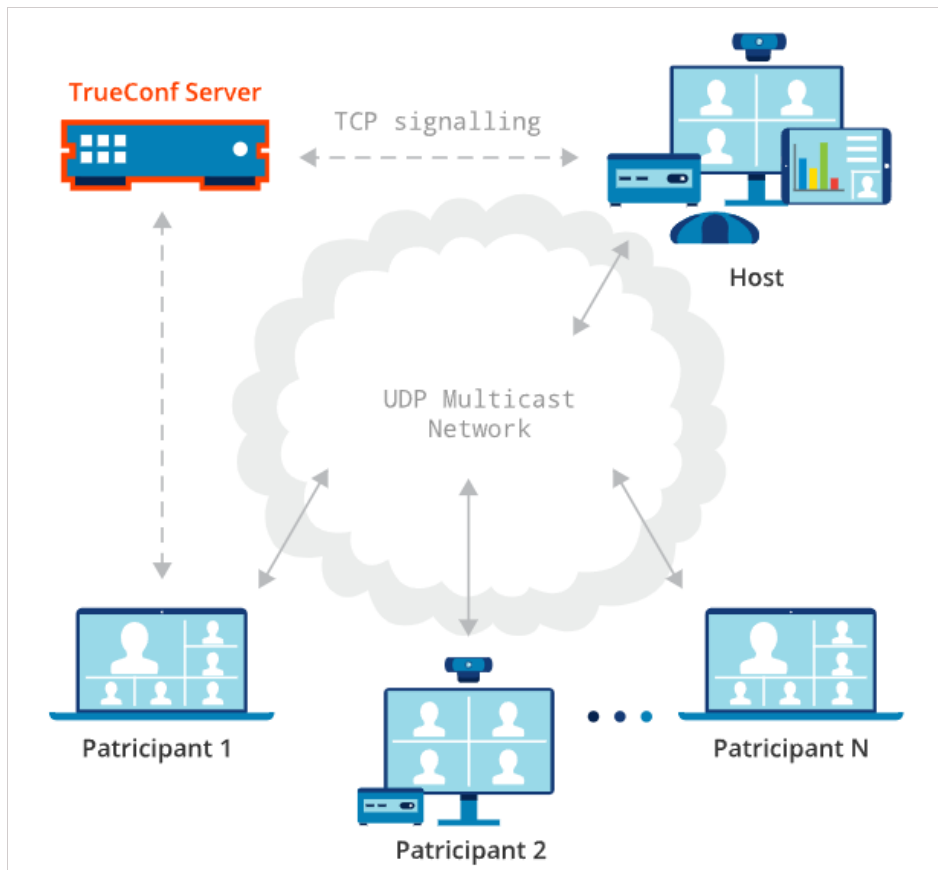 TrueConf Server
TCP signalling
Host
UDP Multicast
Network
Patricipant 1
Patricipant N
Patricipant 2